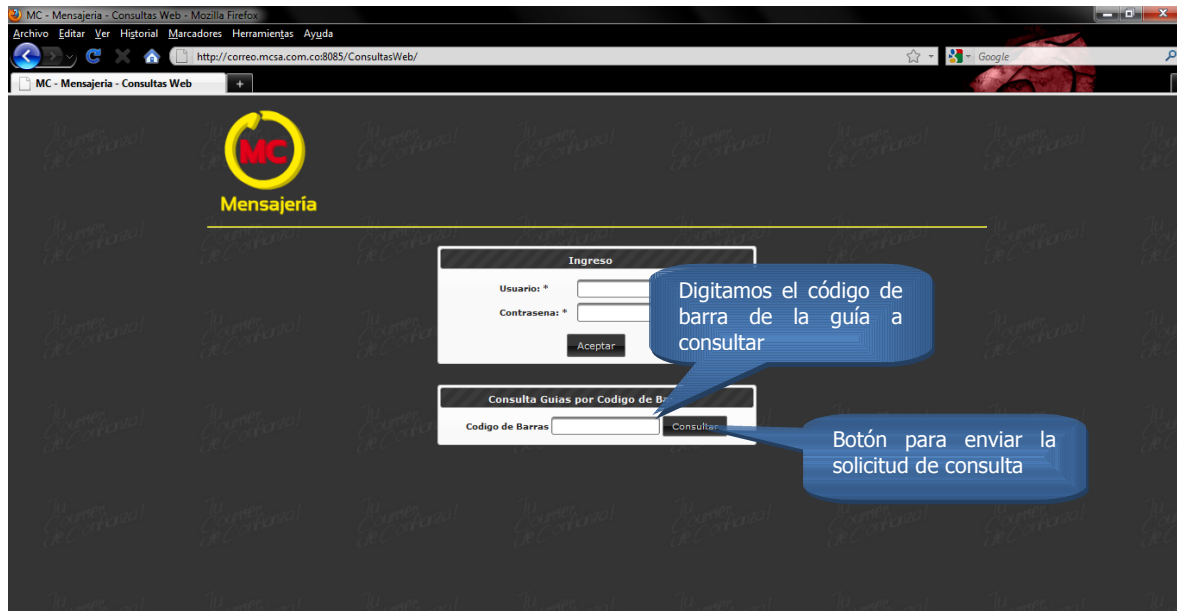 MC - Mensajeria - Consultas Web - Mozilla Firefox
Archivo Editar Ver Historial Marcadores Herramientas Ayuda
http://correo.mcsa.com.co:8085/ConsultasWeb/
Google
MC - Mensajeria - Consultas Web
MC
Mensajería
Ingreso
Usuario: *
Contrasena: *
Aceptar
Digitamos el código de
barra de la guía a
consultar
Consulta Guias por Codigo de Ba
Codigo de Barras
Consultar
Botón para enviar la
solicitud de consulta